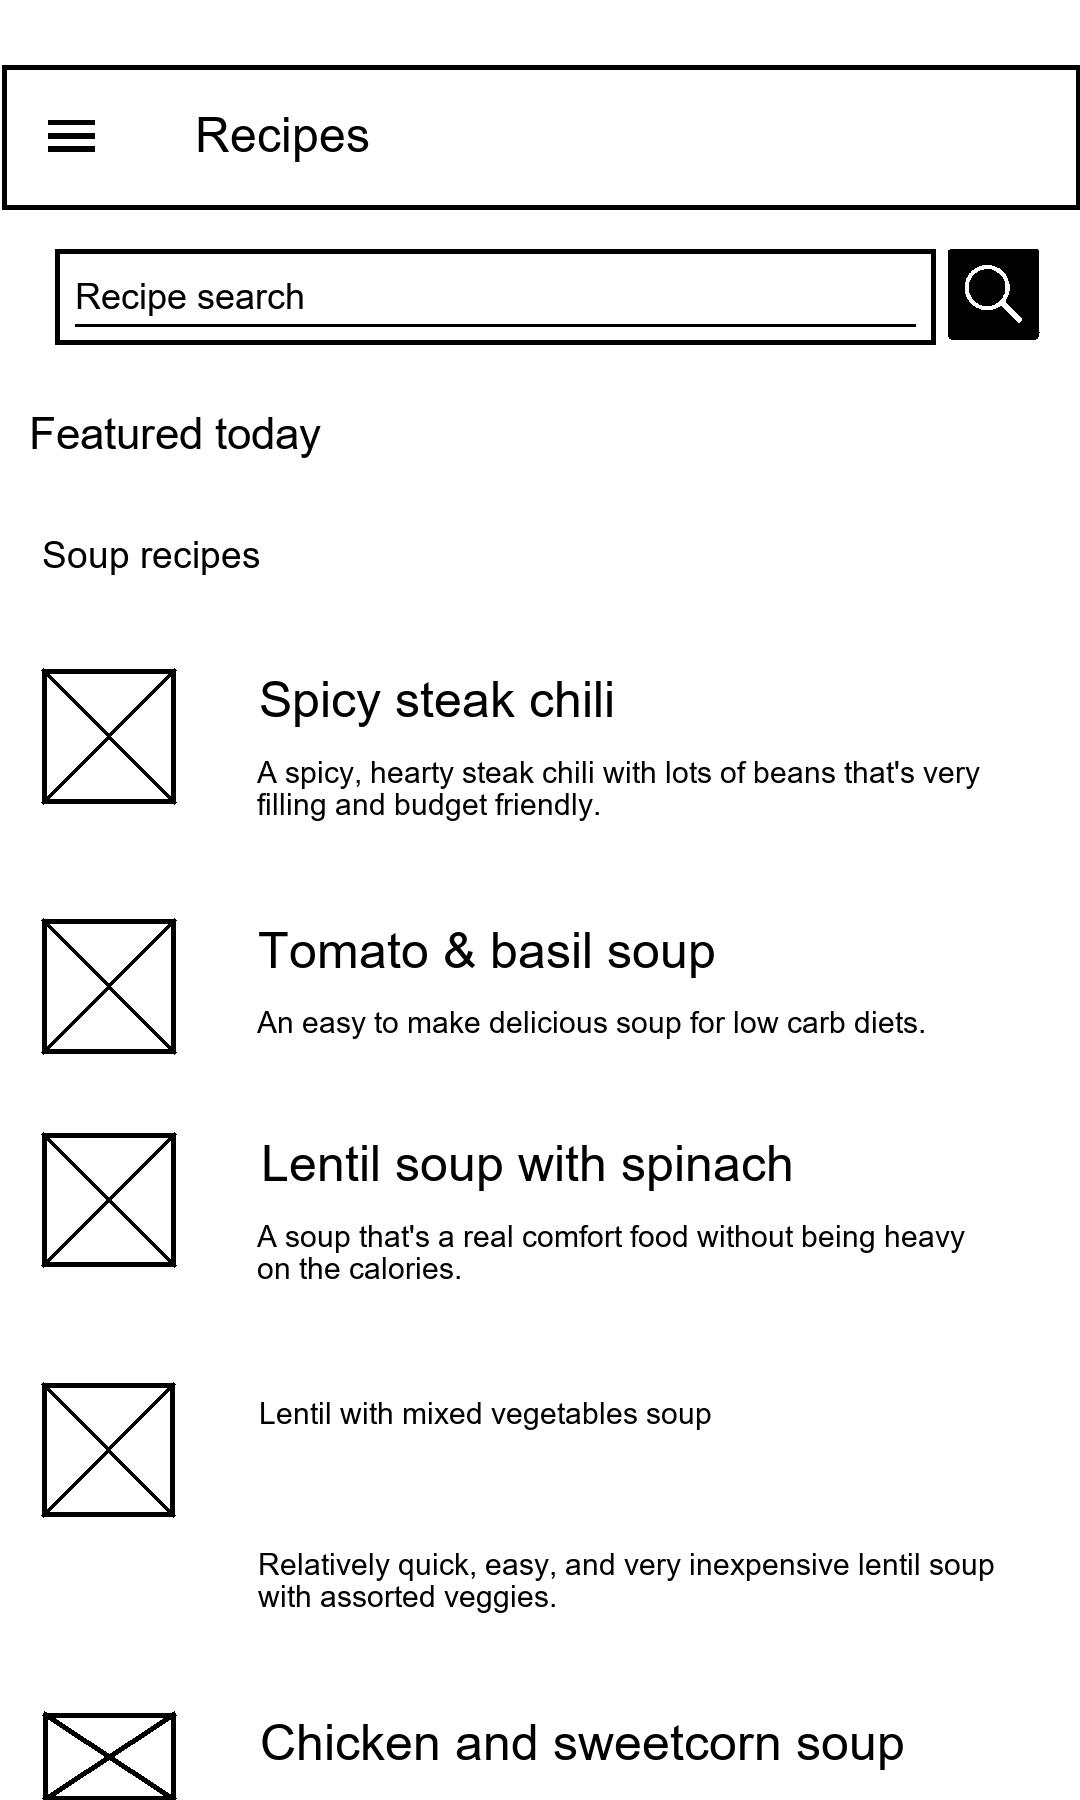 Recipes
Recipe search
Featured today
Soup recipes
Spicy steak chili
A spicy, hearty steak chili with lots of beans that's very
filling and budget friendly.
Tomato & basil soup
An easy to make delicious soup for low carb diets.
Lentil soup with spinach
A soup that's a real comfort food without being heavy
on the calories.
Lentil with mixed vegetables soup
Relatively quick, easy, and very inexpensive lentil soup
with assorted veggies.
Chicken and sweetcorn soup